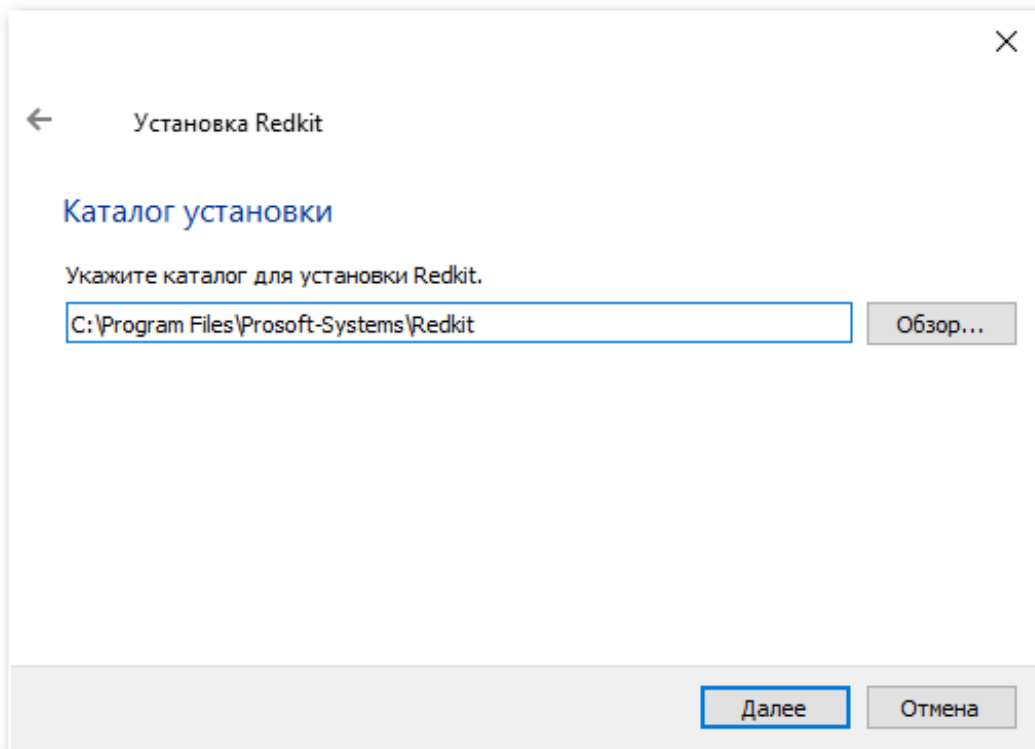 Установка Redkit
Каталог установки
Укажите каталог для установки Redkit.
C:\Program Files\Prosoft-Systems\Redkit
Обзор...
Далее
Отмена